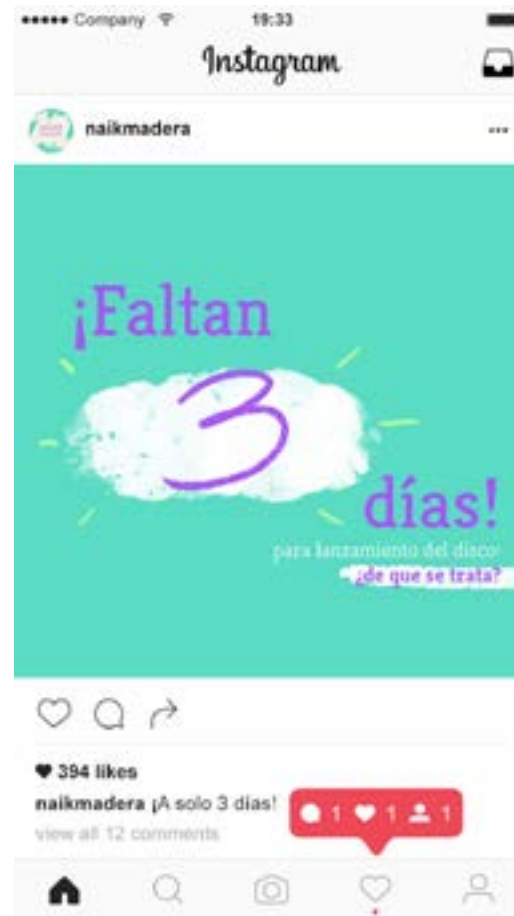 Company 19:33
Instagram
naikmadera
¡Faltan
3
días!
para lanzamiento del disco
¿de que se trata?
394 likes
naikmadera ¡A solo 3 dias!
view all 12 comments
1 1 1